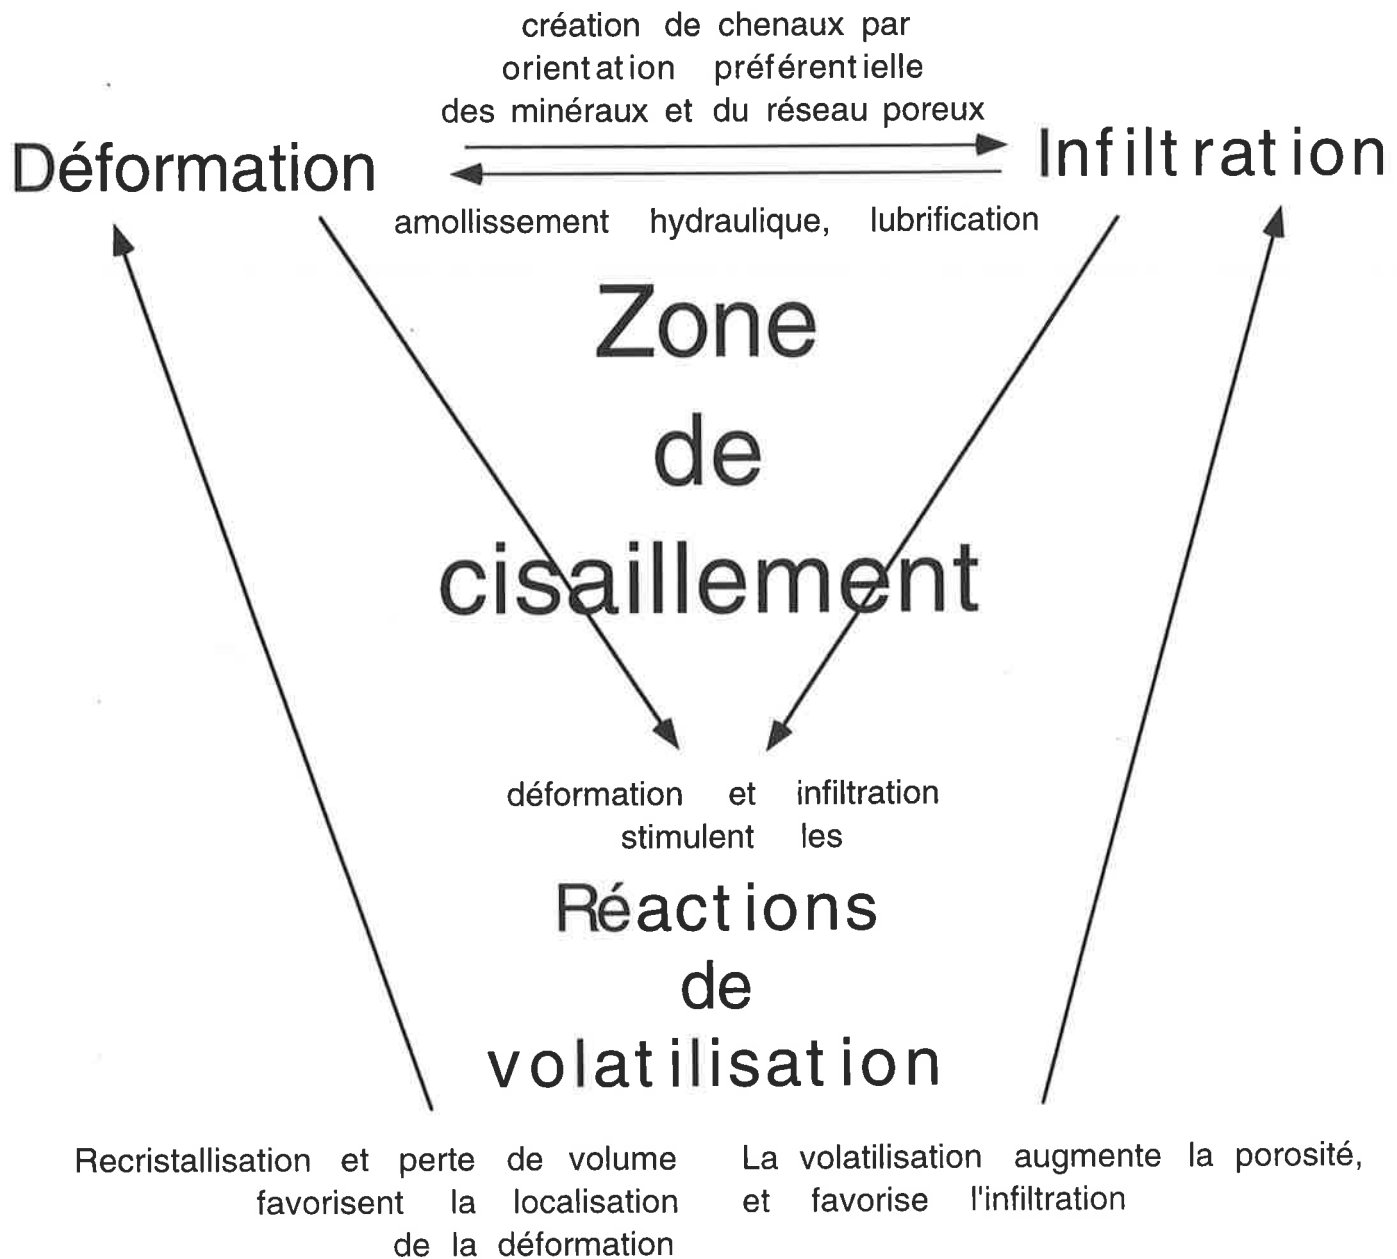 création de chenaux par
orientation préférentielle
des minéraux et du réseau poreux
Déformation
Infiltration
amollissement hydraulique, lubrification
Zone
de
cisaillement
déformation et infiltration
stimulent les
Réactions
de
volatilisation
Recristallisation et perte de volume
favorisent la localisation
de la déformation
La volatilisation augmente la porosité,
et favorise l'infiltration